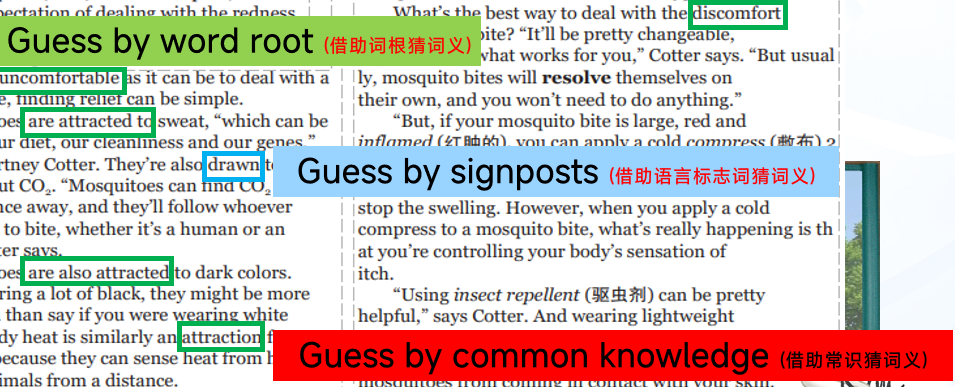 pectation of dealing with the redness
Guess by word root (借助词根猜词义)
uncomfortable as it can be to deal with a
e, finding relief can be simple.
oes are attracted to sweat, “which can be
ur diet, our cleanliness and our genes,”
rtney Cotter. They’re also drawn
ut CO₂. “Mosquitoes can find CO₂
nce away, and they’ll follow whoever
to bite, whether it’s a human or an
ter says.
oes are also attracted to dark colors.
ring a lot of black, they might be more
than say if you were wearing white
dy heat is similarly an attraction
because they can sense heat from
imals from a distance.
What’s the best way to deal with the discomfort
bite? “It’ll be pretty changeable,
what works for you,” Cotter says. “But usual
ly, mosquito bites will resolve themselves on
their own, and you won’t need to do anything.”
“But, if your mosquito bite is large, red and
inflamed (红肿的), you can apply a cold compress (敷布)
Guess by signposts (借助语言标志词猜词义)
stop the swelling. However, when you apply a cold
compress to a mosquito bite, what’s really happening is th
at you’re controlling your body’s sensation of
itch.
“Using insect repellent (驱虫剂) can be pretty
helpful,” says Cotter. And wearing lightweight
Guess by common knowledge (借助常识猜词义)
mosquitoes from coming in contact with your skin,